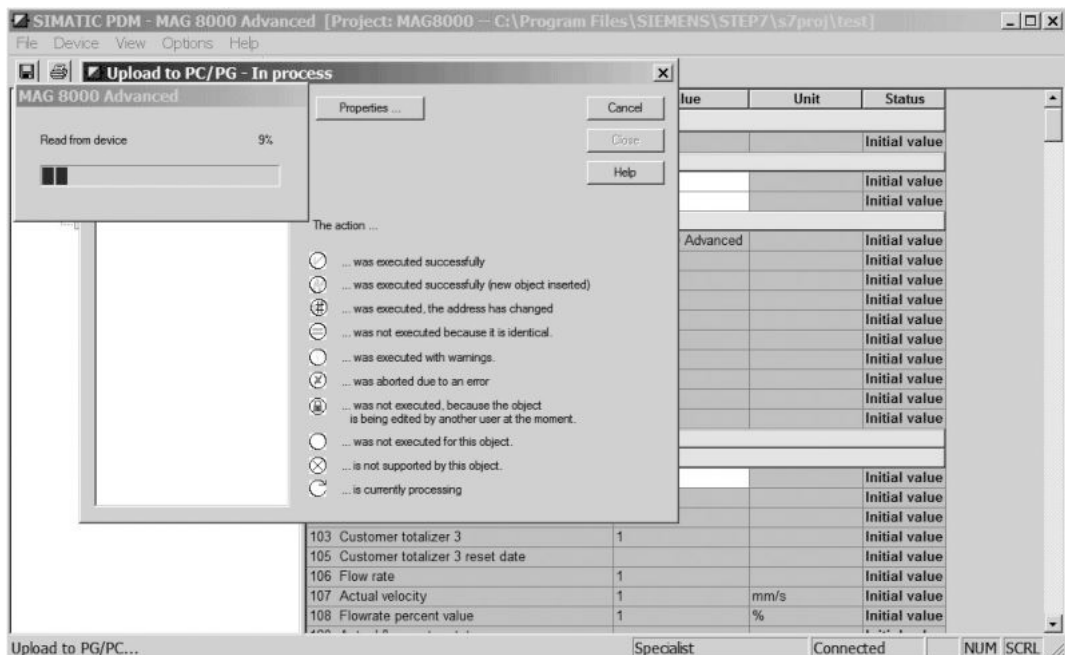 SIMATIC PDM - MAG 8000 Advanced [Project: MAG8000 -- C:\Program Files\SIEMENS\STEP7\s7proj\test]
File Device View Options Help
Upload to PC/PG - In process
MAG 8000 Advanced
Read from device 9%
Properties ...
Cancel
Close
Help
The action ...
... was executed successfully
... was executed successfully (new object inserted)
... was executed, the address has changed
... was not executed because it is identical.
... was executed with warnings.
... was aborted due to an error
... was not executed, because the object
is being edited by another user at the moment.
... was not executed for this object.
... is not supported by this object.
... is currently processing
lue Unit Status
Initial value
Initial value
Initial value
Advanced Initial value
Initial value
Initial value
Initial value
Initial value
Initial value
Initial value
Initial value
Initial value
Initial value
Initial value
Initial value
Initial value
103 Customer totalizer 3 1 Initial value
105 Customer totalizer 3 reset date Initial value
106 Flow rate 1 Initial value
107 Actual velocity 1 mm/s Initial value
108 Flowrate percent value 1 % Initial value
Upload to PG/PC... Specialist Connected NUM SCRL